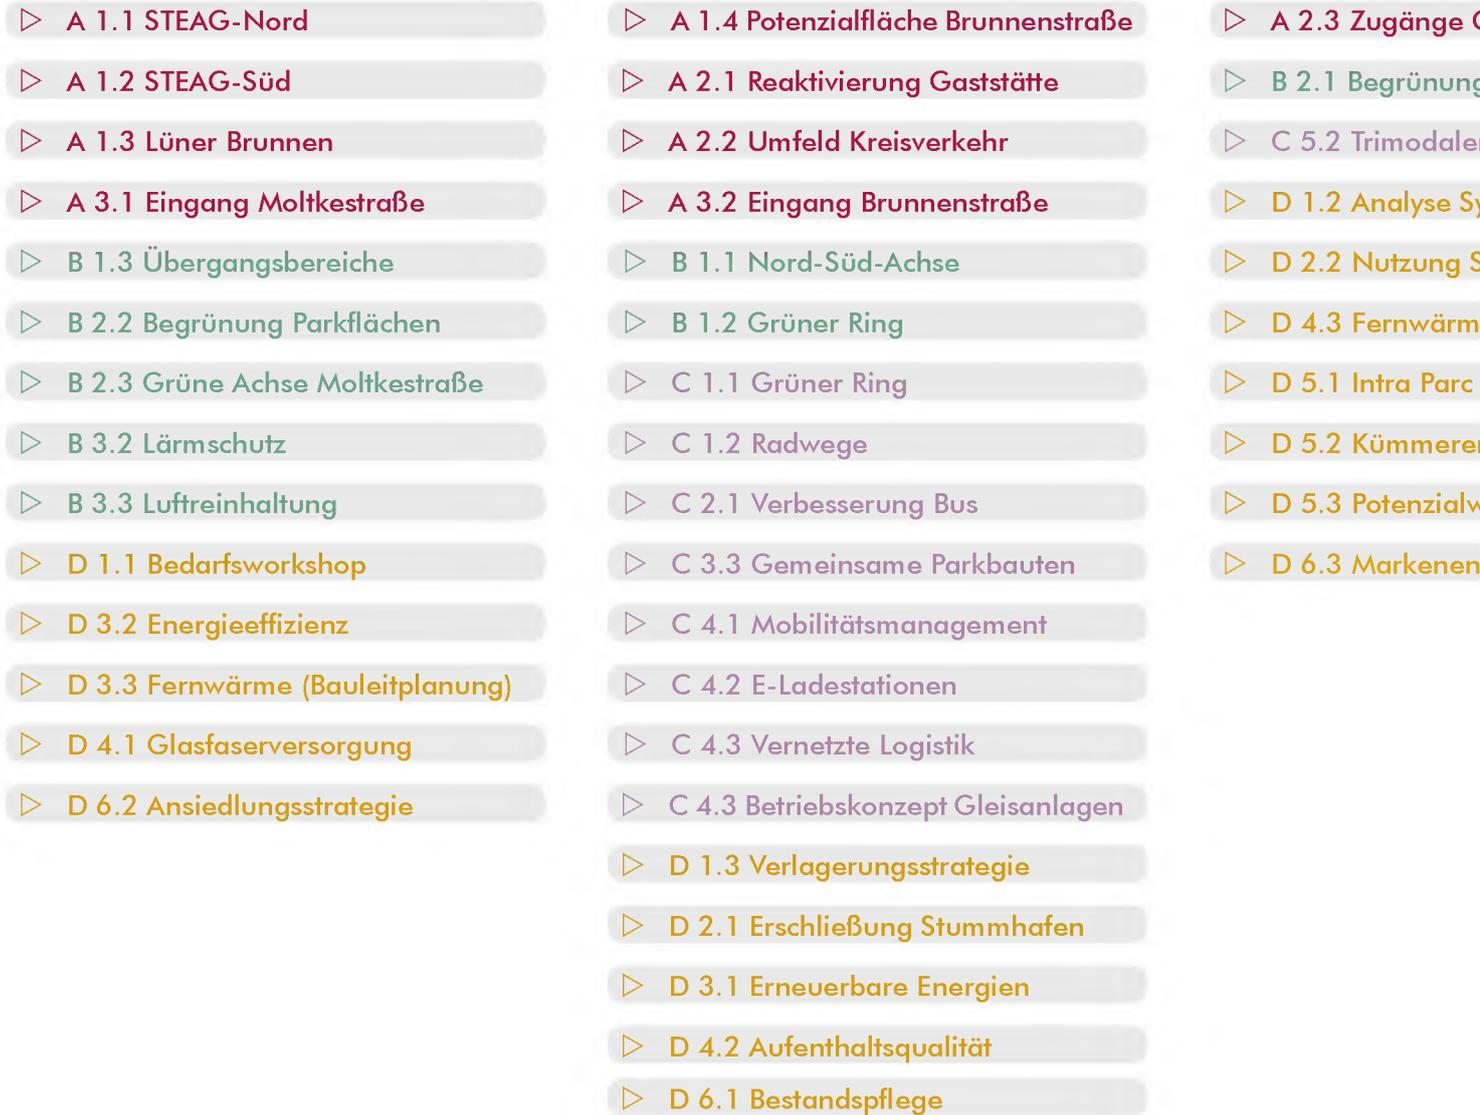 A 1.1 STEAG-Nord
A 1.2 STEAG-Süd
A 1.3 Lüner Brunnen
A 3.1 Eingang Moltkestraße
B 1.3 Übergangsbereiche
B 2.2 Begrünung Parkflächen
B 2.3 Grüne Achse Moltkestraße
B 3.2 Lärmschutz
B 3.3 Luftreinhaltung
D 1.1 Bedarfsworkshop
D 3.2 Energieeffizienz
D 3.3 Fernwärme (Bauleitplanung)
D 4.1 Glasfaserversorgung
D 6.2 Ansiedlungsstrategie
A 1.4 Potenzialfläche Brunnenstraße
A 2.1 Reaktivierung Gaststätte
A 2.2 Umfeld Kreisverkehr
A 3.2 Eingang Brunnenstraße
B 1.1 Nord-Süd-Achse
B 1.2 Grüner Ring
C 1.1 Grüner Ring
C 1.2 Radwege
C 2.1 Verbesserung Bus
C 3.3 Gemeinsame Parkbauten
C 4.1 Mobilitätsmanagement
C 4.2 E-Ladestationen
C 4.3 Vernetzte Logistik
C 4.3 Betriebskonzept Gleisanlagen
D 1.3 Verlagerungsstrategie
D 2.1 Erschließung Stummhafen
D 3.1 Erneuerbare Energien
D 4.2 Aufenthaltsqualität
D 6.1 Bestandspflege
A 2.3 Zugänge
B 2.1 Begrünung
C 5.2 Trimodale
D 1.2 Analyse Sy
D 2.2 Nutzung S
D 4.3 Fernwärm
D 5.1 Intra Parc
D 5.2 Kümmerer
D 5.3 Potenzialw
D 6.3 Markenen